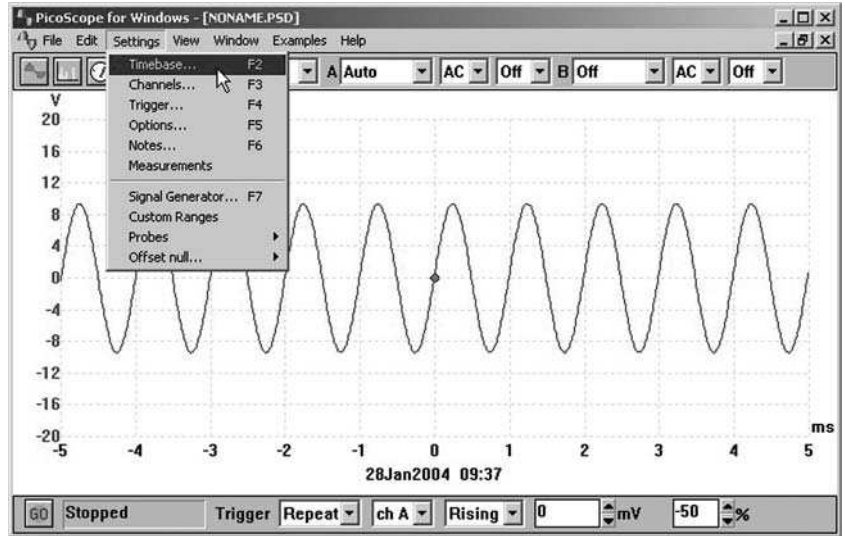 PicoScope for Windows - [NONAME.PSD]
File Edit Settings View Window Examples Help
A Auto AC Off B Off AC Off
Timebase... F2
Channels... F3
Trigger... F4
Options... F5
Notes... F6
Measurements
Signal Generator... F7
Custom Ranges
Probes
Offset null...
V
20
16
12
8
4
0
-4
-8
-12
-16
-20
ms
-5 -4 -3 -2 -1 0 1 2 3 4 5
28Jan2004 09:37
GO Stopped Trigger Repeat ch A Rising 0 mV -50 %